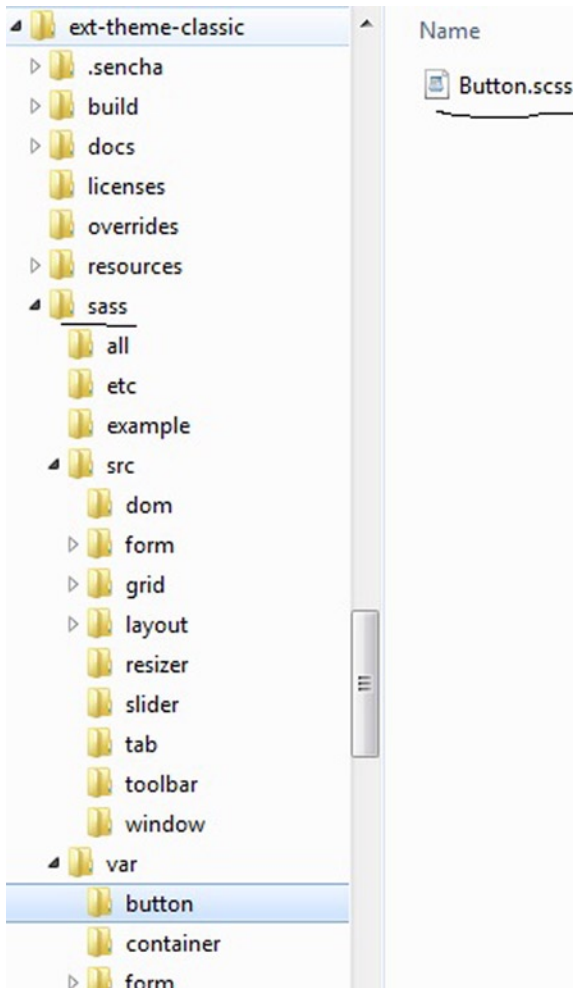 ext-theme-classic
.sencha
build
docs
licenses
overrides
resources
sass
all
etc
example
src
dom
form
grid
layout
resizer
slider
tab
toolbar
window
var
button
container
form
Name
Button.scss